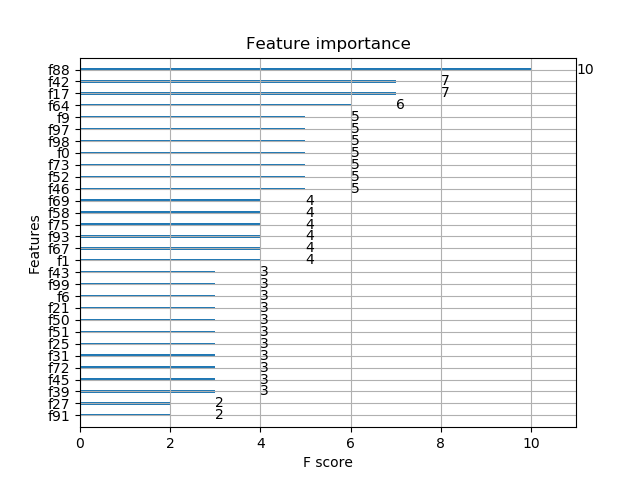 Feature importance
f88 10
f42 7
f17 7
f64 6
f9 5
f97 5
f98 5
f0 5
f73 5
f52 5
f46 5
f69 4
f58 4
f75 4
f93 4
f67 4
f1 4
f43 3
f99 3
f6 3
f21 3
f50 3
f51 3
f25 3
f31 3
f72 3
f45 3
f39 3
f27 2
f91 2
Features
0 2 4 6 8 10
F score